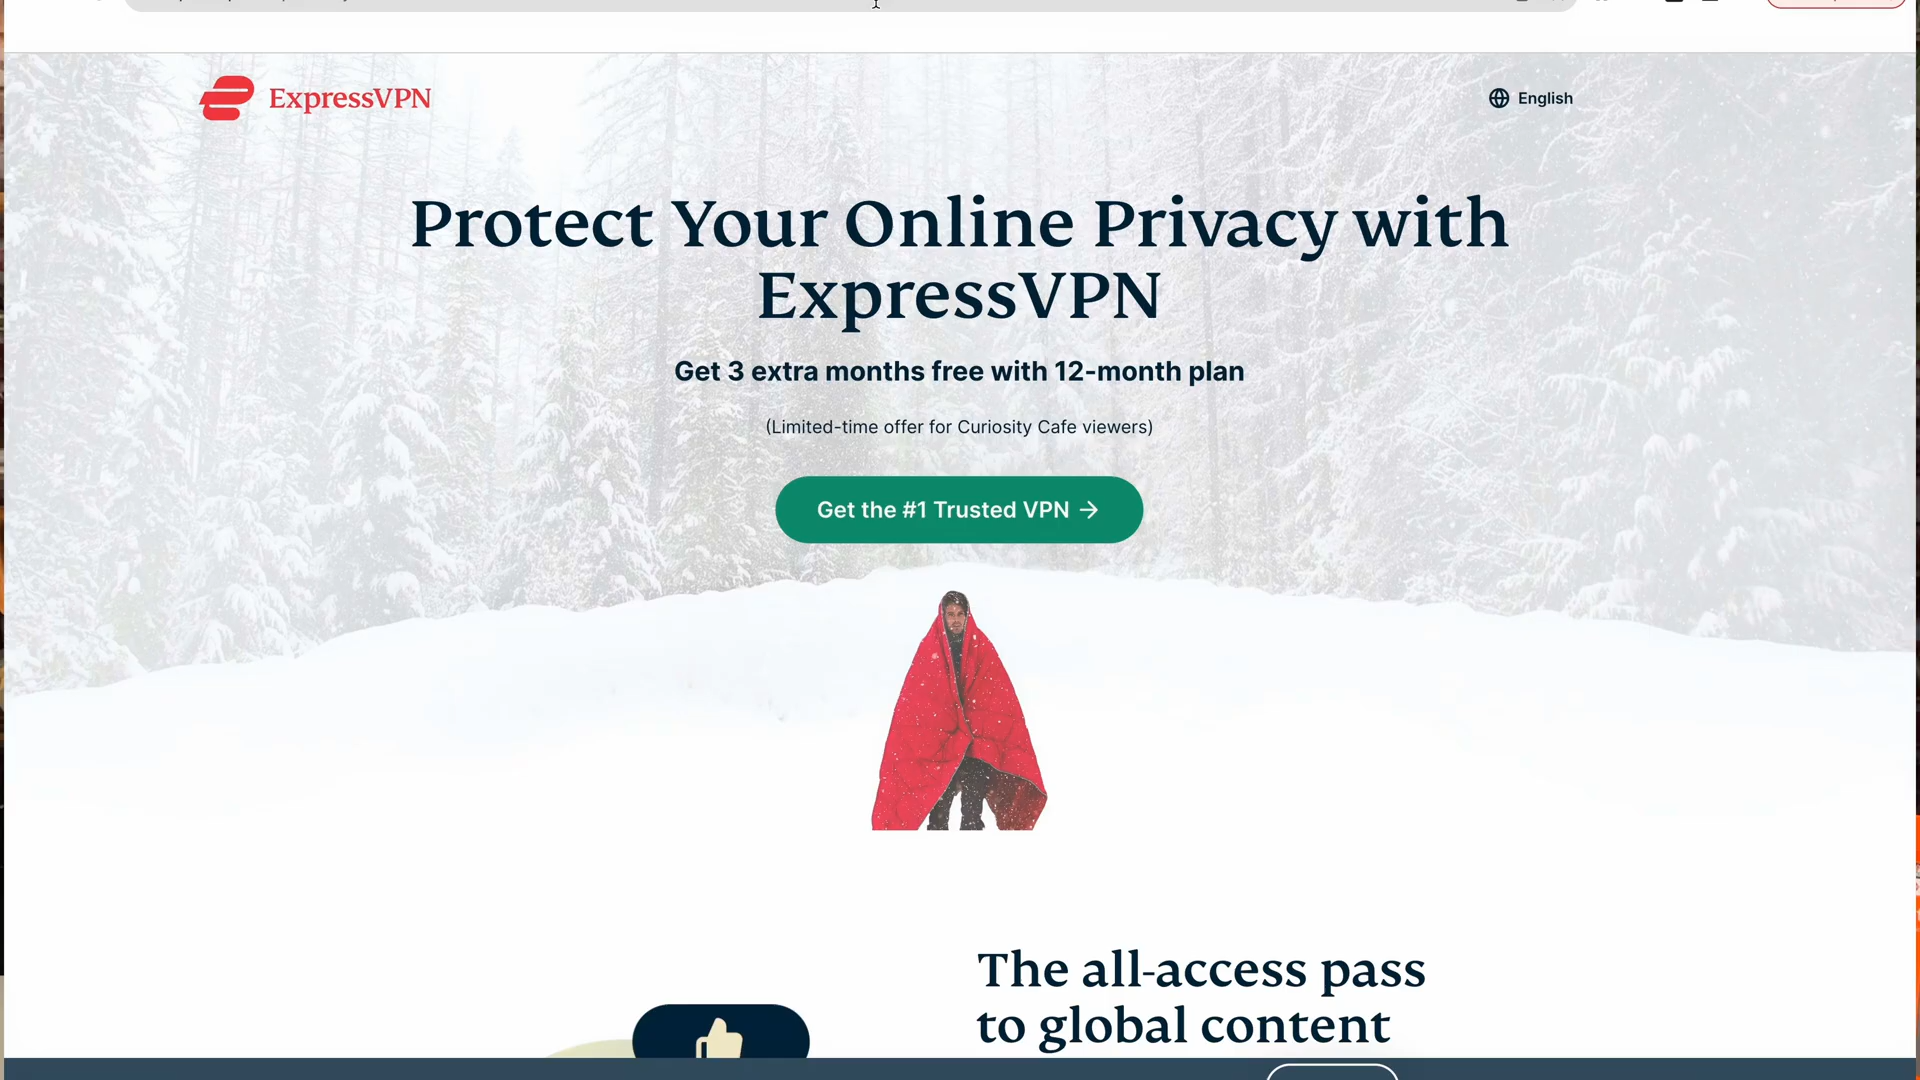 ExpressVPN
English
Protect Your Online Privacy with
ExpressVPN
Get 3 extra months free with 12-month plan
(Limited-time offer for Curiosity Cafe viewers)
Get the #1 Trusted VPN →
The all-access pass
to global content